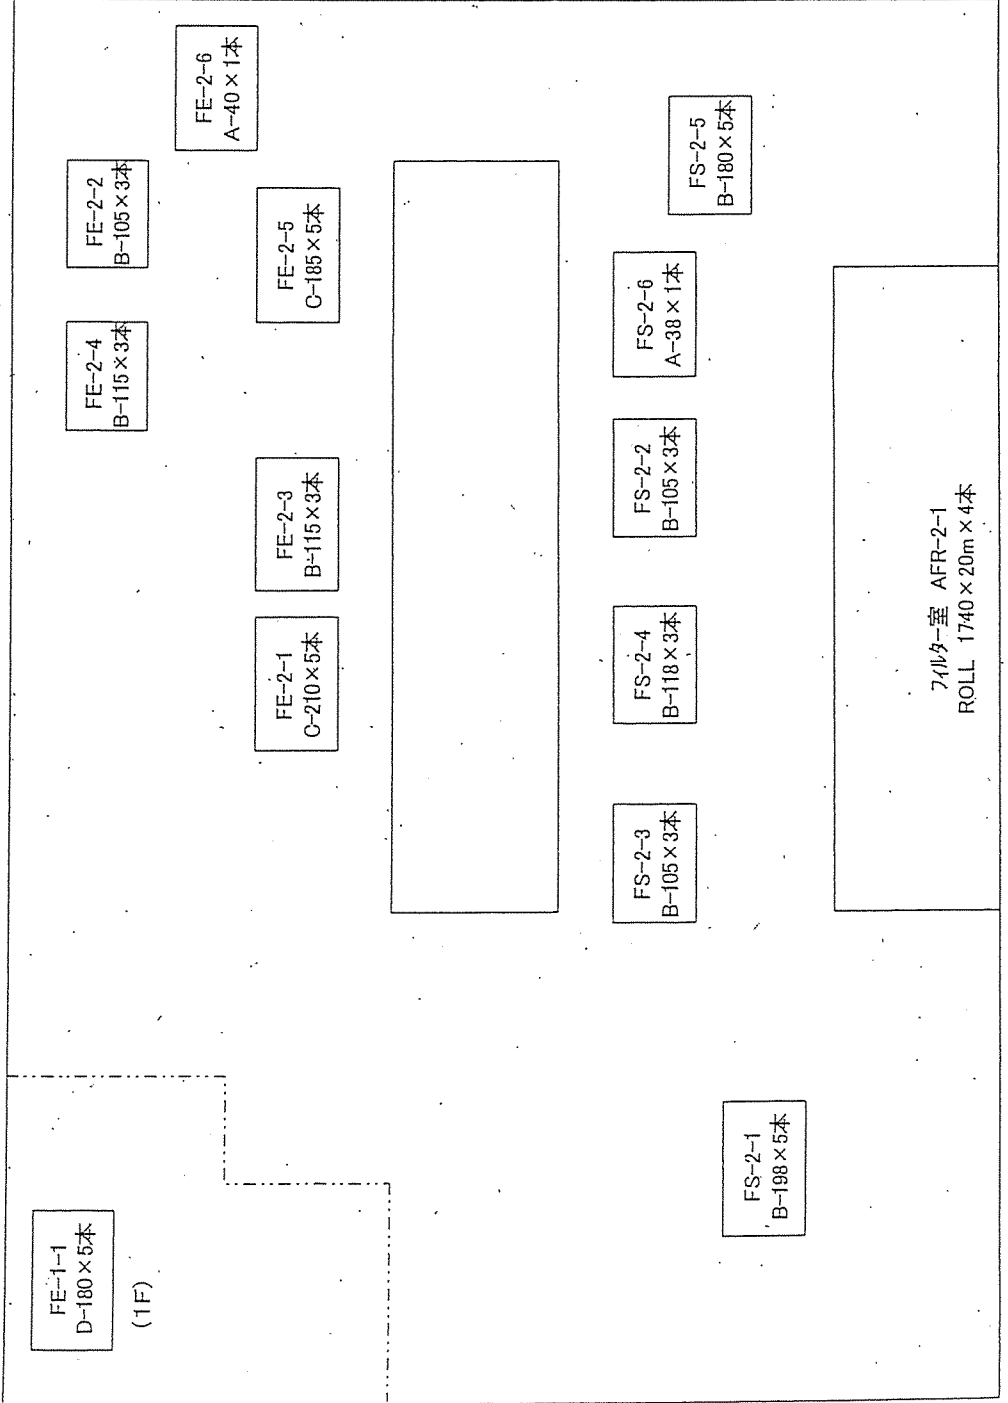 FE-1-1
D-180×5本
(1F)
FE-2-4
B-115×3本
FE-2-2
B-105×3本
FE-2-6
A-40×1本
FE-2-1
C-210×5本
FE-2-3
B-115×3本
FE-2-5
C-185×5本
FS-2-3
B-105×3本
FS-2-4
B-118×3本
FS-2-2
B-105×3本
FS-2-6
A-38×1本
FS-2-5
B-180×5本
FS-2-1
B-198×5本
フィルター室 AFR-2-1
ROLL 1740×20m×4本